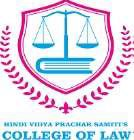 HINDI VIDYA PRACHAR SAMITI'S
COLLEGE OF LAW